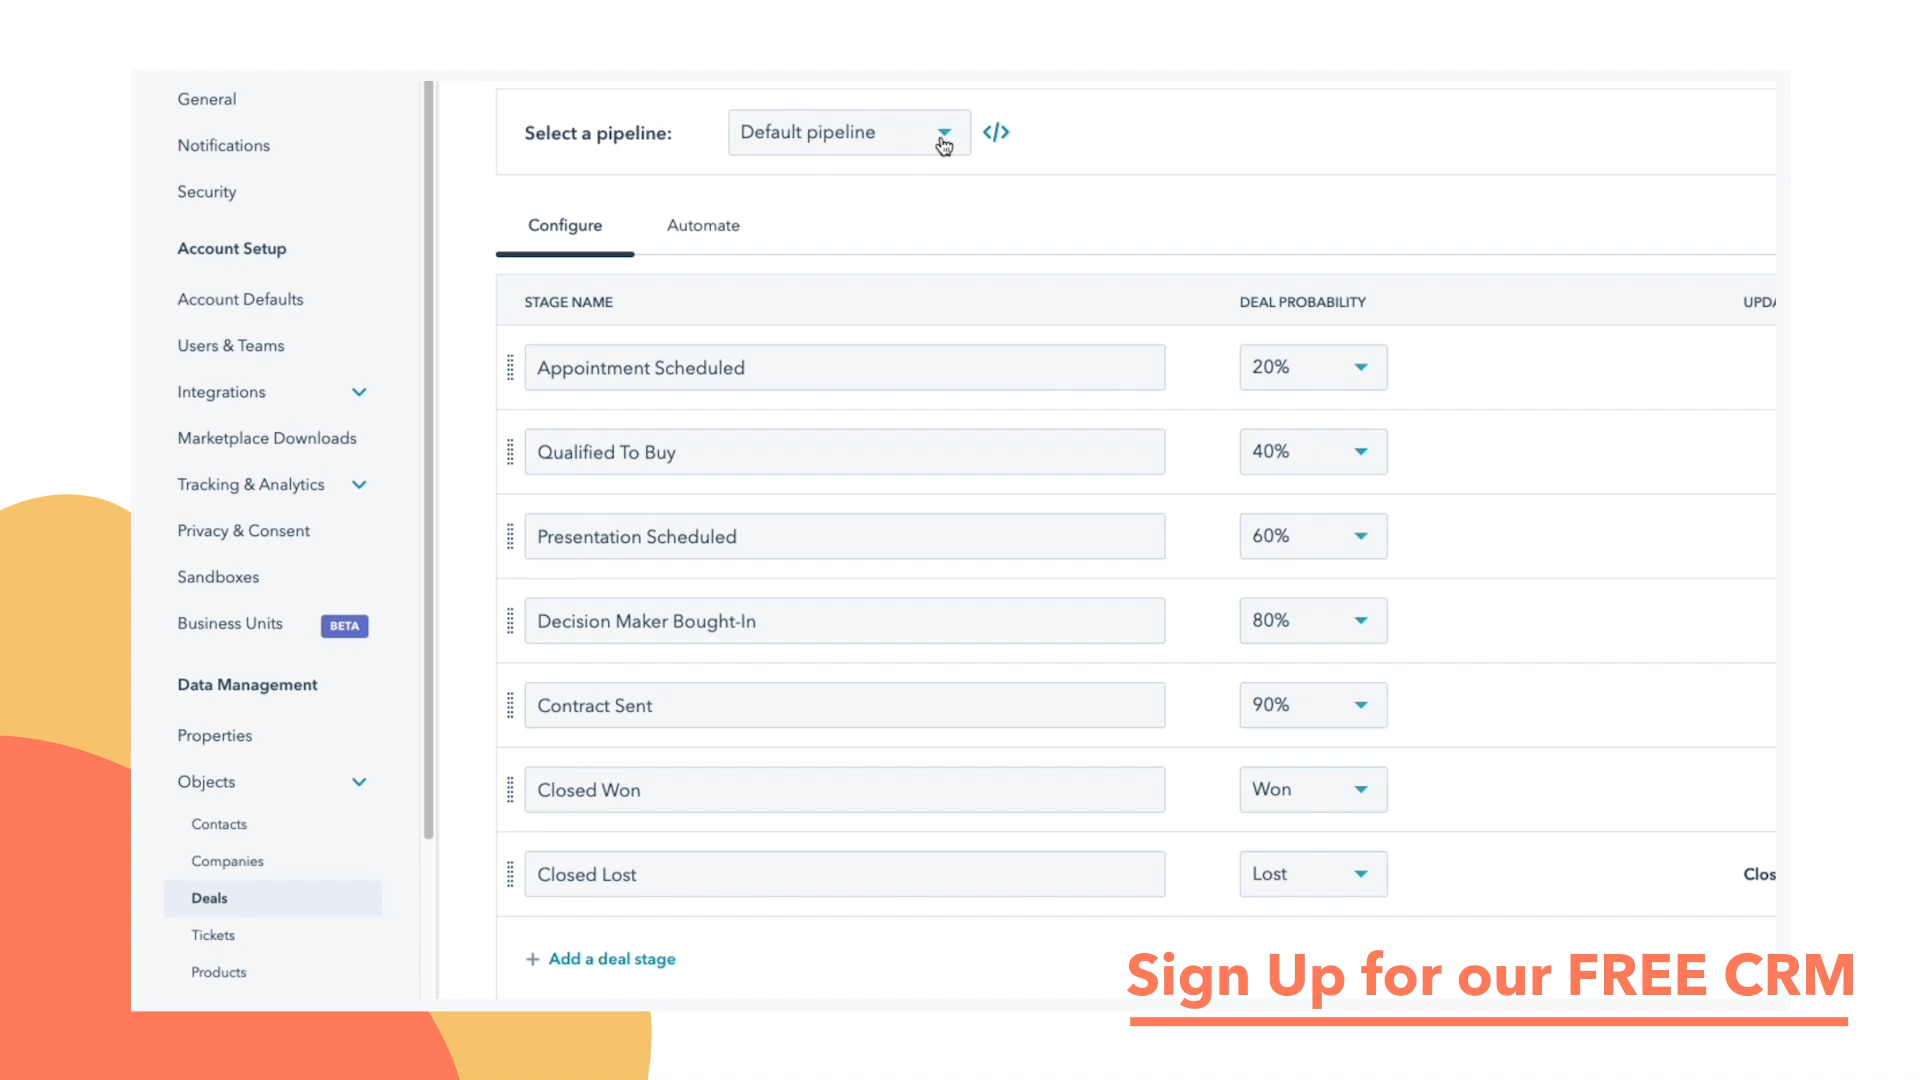 General
Notifications
Security
Account Setup
Account Defaults
Users & Teams
Integrations
Marketplace Downloads
Tracking & Analytics
Privacy & Consent
Sandboxes
Business Units BETA
Data Management
Properties
Objects
Contacts
Companies
Deals
Tickets
Products
Select a pipeline: Default pipeline </>
Configure Automate
STAGE NAME DEAL PROBABILITY UPDA
Appointment Scheduled 20%
Qualified To Buy 40%
Presentation Scheduled 60%
Decision Maker Bought-In 80%
Contract Sent 90%
Closed Won Won
Closed Lost Lost Clos
+ Add a deal stage
Sign Up for our FREE CRM